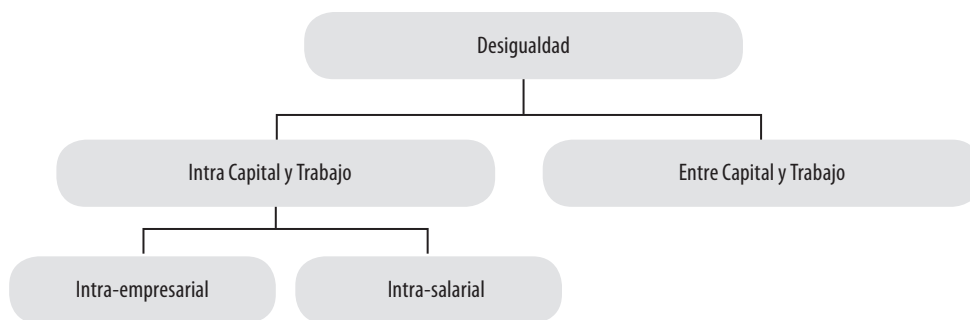 Desigualdad
Intra Capital y Trabajo
Entre Capital y Trabajo
Intra-empresarial
Intra-salarial